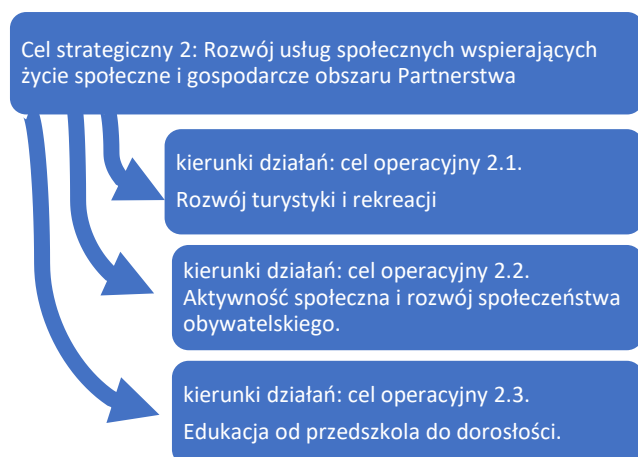 Cel strategiczny 2: Rozwój usług społecznych wspierających
życie społeczne i gospodarcze obszaru Partnerstwa
kierunki działań: cel operacyjny 2.1.
Rozwój turystyki i rekreacji
kierunki działań: cel operacyjny 2.2.
Aktywność społeczna i rozwój społeczeństwa
obywatelskiego.
kierunki działań: cel operacyjny 2.3.
Edukacja od przedszkola do dorosłości.